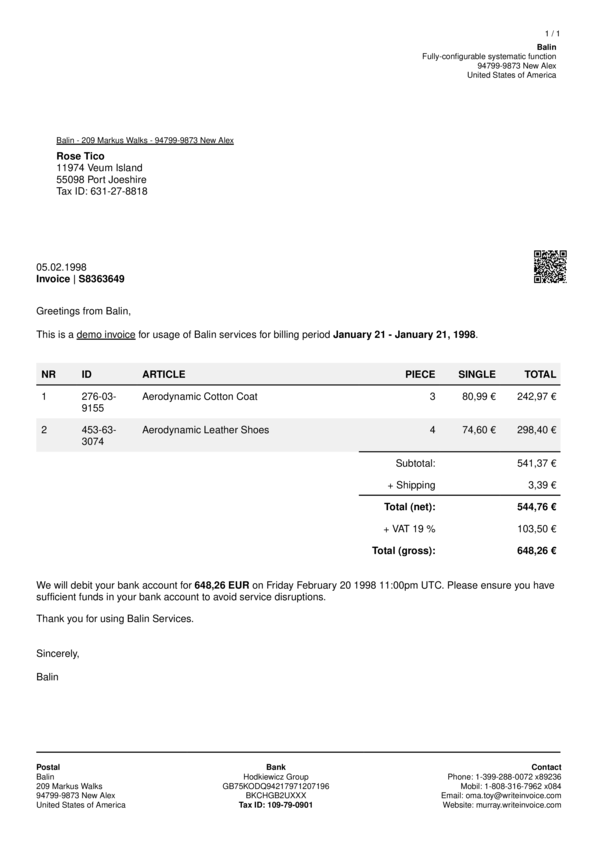 1 / 1
Balin
Fully-configurable systematic function
94799-9873 New Alex
United States of America
Balin - 209 Markus Walks - 94799-9873 New Alex
Rose Tico
11974 Veum Island
55098 Port Joeshire
Tax ID: 631-27-8818
05.02.1998
Invoice | S8363649
Greetings from Balin,
This is a demo invoice for usage of Balin services for billing period January 21 - January 21, 1998.
NR ID ARTICLE PIECE SINGLE TOTAL
1 276-03- Aerodynamic Cotton Coat 3 80,99 € 242,97 €
9155
2 453-63- Aerodynamic Leather Shoes 4 74,60 € 298,40 €
3074
Subtotal: 541,37 €
+ Shipping 3,39 €
Total (net): 544,76 €
+ VAT 19 % 103,50 €
Total (gross): 648,26 €
We will debit your bank account for 648,26 EUR on Friday February 20 1998 11:00pm UTC. Please ensure you have
sufficient funds in your bank account to avoid service disruptions.
Thank you for using Balin Services.
Sincerely,
Balin
Postal
Balin
209 Markus Walks
94799-9873 New Alex
United States of America
Bank
Hodkiewicz Group
GB75KODQ94217971207196
BKCHGB2UXXX
Tax ID: 109-79-0901
Contact
Phone: 1-399-288-0072 x89236
Mobil: 1-808-316-7962 x084
Email: oma.toy@writeinvoice.com
Website: murray.writeinvoice.com